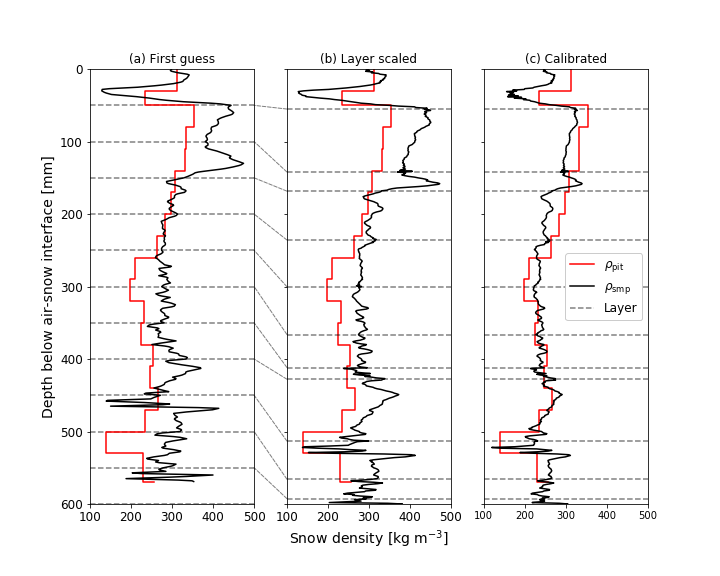 (a) First guess
(b) Layer scaled
(c) Calibrated
Depth below air-snow interface [mm]
0
100
200
300
400
500
600
100 200 300 400 500
100 200 300 400 500
100 200 300 400 500
ρpit
ρsmp
Layer
Snow density [kg m⁻³]